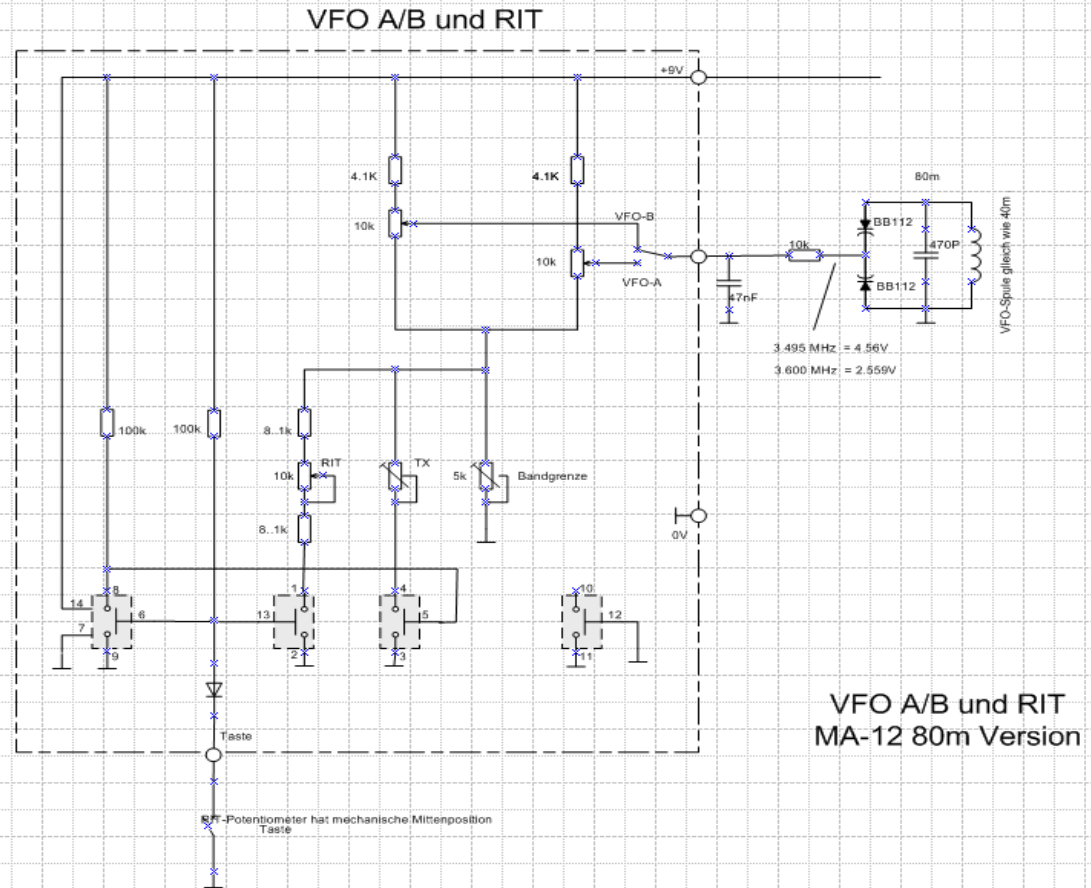 VFO A/B und RIT
+9V
4.1K
4.1K
80m
10k
VFO-B
BB112
10k
10k
470P
VFO-A
BB112
47nF
VFO-Spule gleich wie 40m
3.495 MHz = 4.56V
3.600 MHz = 2.559V
100k
100k
8..1k
RIT
TX
10k
5k
Bandgrenze
8..1k
0V
8
1
4
10
14
6
13
5
12
7
9
2
3
11
VFO A/B und RIT
MA-12 80m Version
Taste
RIT-Potentiometer hat mechanische Mittenposition
Taste